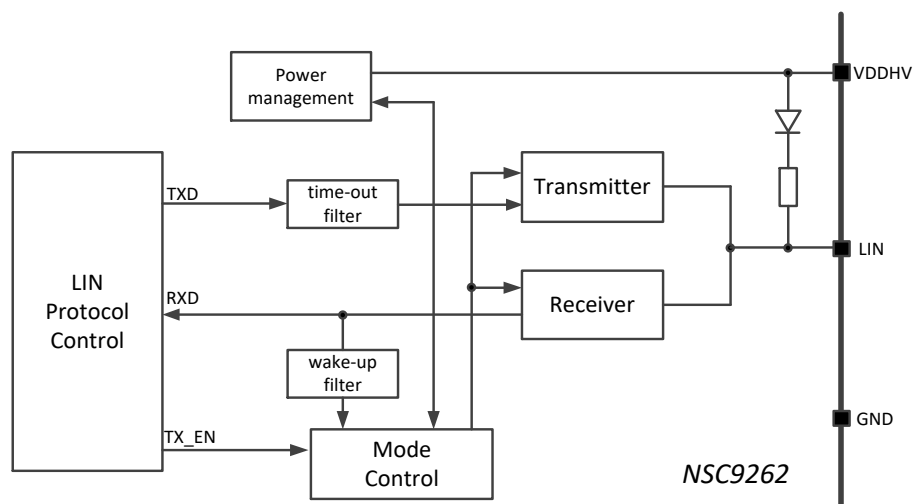 Power
management
VDDHV
TXD
time-out
filter
Transmitter
LIN
Protocol
Control
LIN
RXD
Receiver
wake-up
filter
TX_EN
Mode
Control
GND
NSC9262